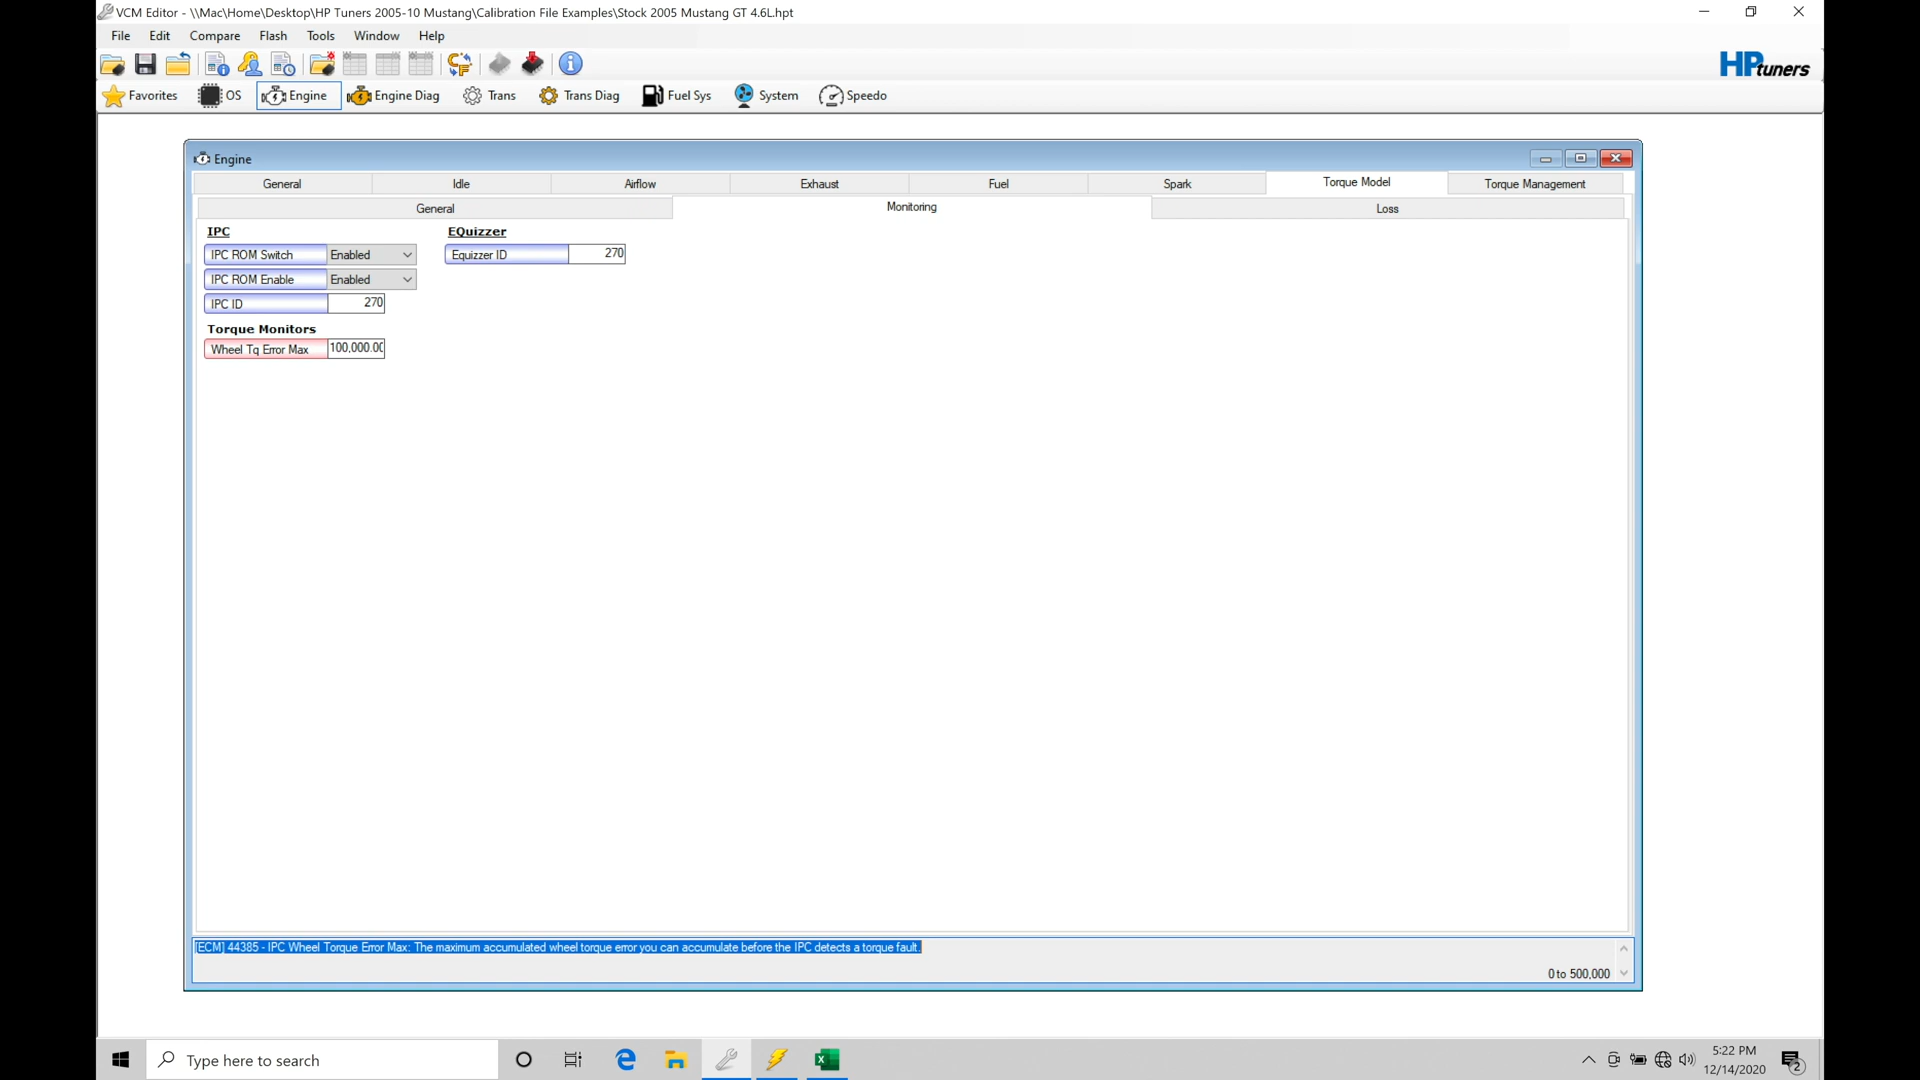 VCM Editor - \\Mac\Home\Desktop\HP Tuners 2005-10 Mustang\Calibration File Examples\Stock 2005 Mustang GT 4.6L.hpt
File Edit Compare Flash Tools Window Help
HPtuners
Favorites OS Engine Engine Diag Trans Trans Diag Fuel Sys System Speedo
Engine
General Idle Airflow Exhaust Fuel Spark Torque Model Torque Management
General Monitoring Loss
IPC EQuizzer
IPC ROM Switch Enabled Equizzer ID 270
IPC ROM Enable Enabled
IPC ID 270
Torque Monitors
Wheel Tq Error Max 100,000.00
[ECM] 44385 - IPC Wheel Torque Error Max: The maximum accumulated wheel torque error you can accumulate before the IPC detects a torque fault.
0 to 500,000
Type here to search
5:22 PM
12/14/2020
2